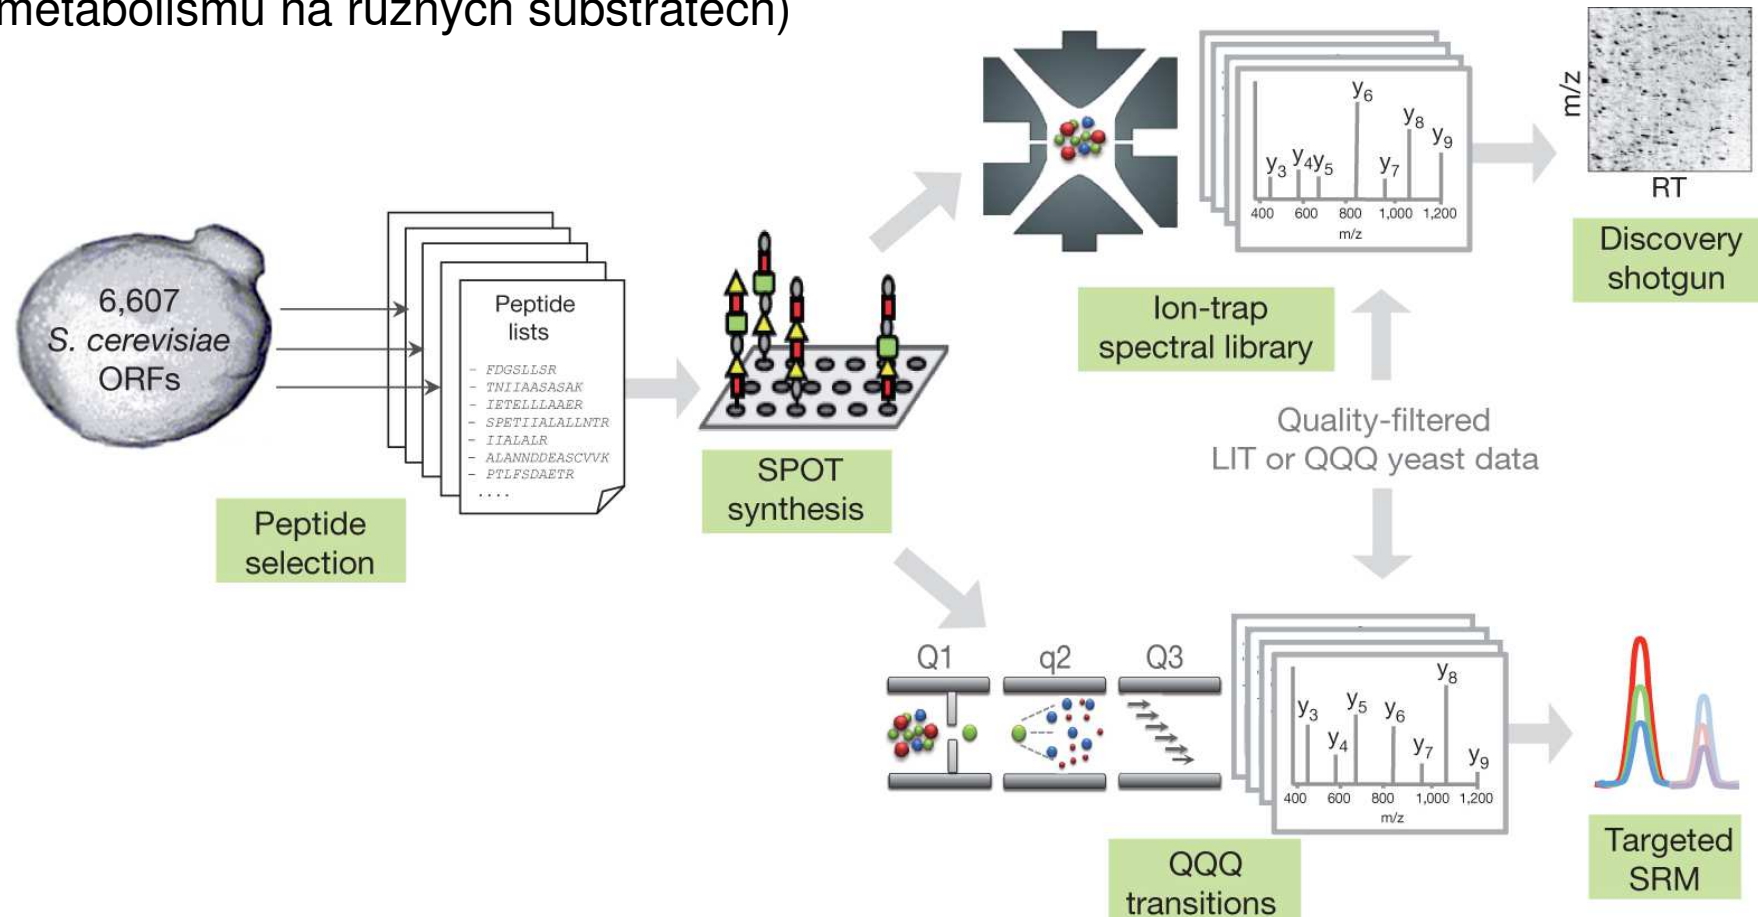 metabolismu na různých substrátech)
6,607
S. cerevisiae
ORFs
Peptide
lists
- FDGSLLSR
- TNIIAASASAK
- IETELLLAAER
- SPETIIALALLNTR
- IIALALR
- ALANNDDEASCVVK
- PTLFSDAETR
....
Peptide
selection
SPOT
synthesis
y3 y4 y5 y6 y7 y8 y9
400 600 800 1,000 1,200
m/z
Ion-trap
spectral library
m/z
RT
Discovery
shotgun
Quality-filtered
LIT or QQQ yeast data
Q1 q2 Q3
y3 y4 y5 y6 y7 y8 y9
400 600 800 1,000 1,200
m/z
QQQ
transitions
Targeted
SRM